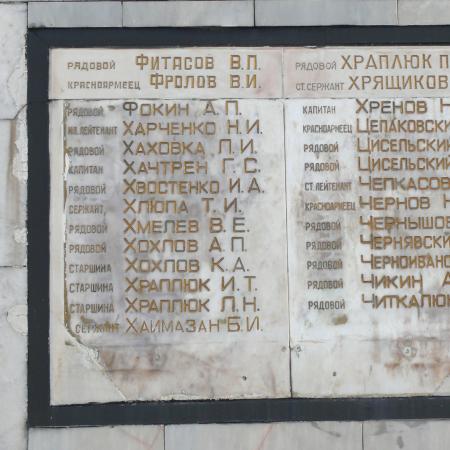 РЯДОВОЙ ФИТАСОВ В.П.
КРАСНОАРМЕЕЦ ФРОЛОВ В.И.
РЯДОВОЙ ФОКИН А.П.
МЛ.ЛЕЙТЕНАНТ ХАРЧЕНКО Н.И.
РЯДОВОЙ ХАХОВКА Л.И.
КАПИТАН ХАЧТРЕН Г.С.
РЯДОВОЙ ХВОСТЕНКО И.А.
СЕРЖАНТ ХЛЮПА Т.И.
РЯДОВОЙ ХМЕЛЕВ В.Е.
РЯДОВОЙ ХОХЛОВ А.П.
СТАРШИНА ХОХЛОВ К.А.
СТАРШИНА ХРАПЛЮК И.Т.
СТАРШИНА ХРАПЛЮК Л.Н.
СЕРЖАНТ ХАИМАЗАН Б.И.
РЯДОВОЙ ХРАПЛЮК П
СТ.СЕРЖАНТ ХРЯЩИКОВ
КАПИТАН ХРЕНОВ
КРАСНОАРМЕЕЦ ЦЕПАКОВСКИ
РЯДОВОЙ ЦИСЕЛЬСКИЙ
РЯДОВОЙ ЦИСЕЛЬСКИЙ
СТ.ЛЕЙТЕНАНТ ЧЕПКАСОВ
КРАСНОАРМЕЕЦ ЧЕРНОВ
РЯДОВОЙ ЧЕРНЫШОВ
РЯДОВОЙ ЧЕРНЯВСКИ
РЯДОВОЙ ЧЕРНОИВАНО
РЯДОВОЙ ЧИКИН А
РЯДОВОЙ ЧИТКАЛЮ